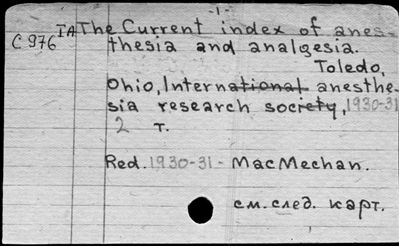 -1-
IA The Current index of anes-
C 976 thesia and analgesia.
Toledo,
Ohio, International anesthe-
sia research society, 1930-31
2 т.
Red. 1930-31 - MacMechan.
см. след. карт.